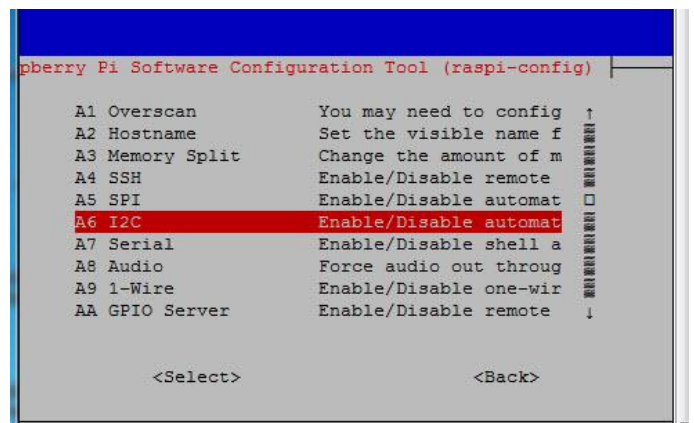 pberry Pi Software Configuration Tool (raspi-config)
A1 Overscan You may need to config
A2 Hostname Set the visible name f
A3 Memory Split Change the amount of m
A4 SSH Enable/Disable remote
A5 SPI Enable/Disable automat
A6 I2C Enable/Disable automat
A7 Serial Enable/Disable shell a
A8 Audio Force audio out throug
A9 1-Wire Enable/Disable one-wir
AA GPIO Server Enable/Disable remote
<Select> <Back>